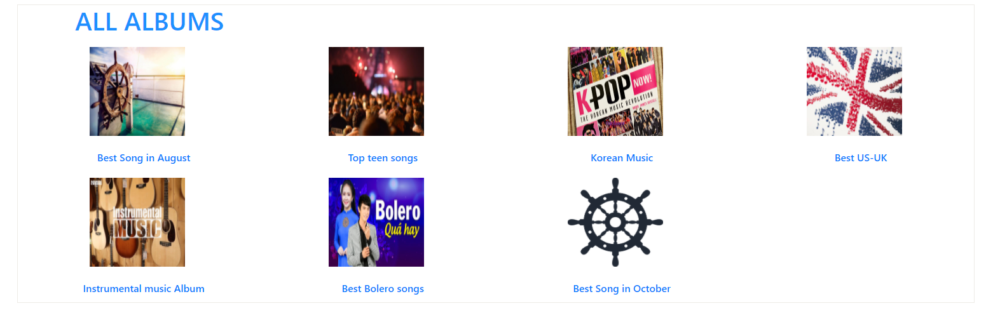 ALL ALBUMS
K-POP NOW!
THE KOREAN MUSIC REVOLUTION
Best Song in August
Top teen songs
Korean Music
Best US-UK
Instrumental
MUSIC
Bolero
Quá hay
Instrumental music Album
Best Bolero songs
Best Song in October